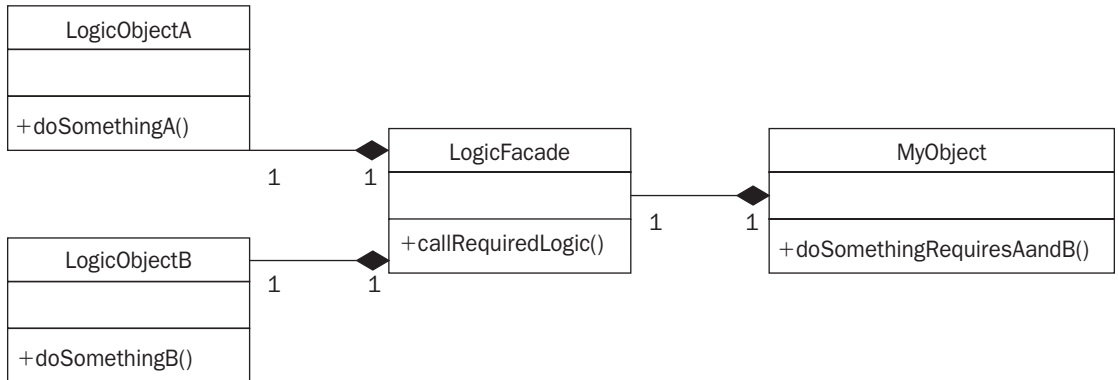 LogicObjectA
+doSomethingA()
1
1
LogicFacade
+callRequiredLogic()
1
1
MyObject
+doSomethingRequiresAandB()
LogicObjectB
+doSomethingB()
1
1